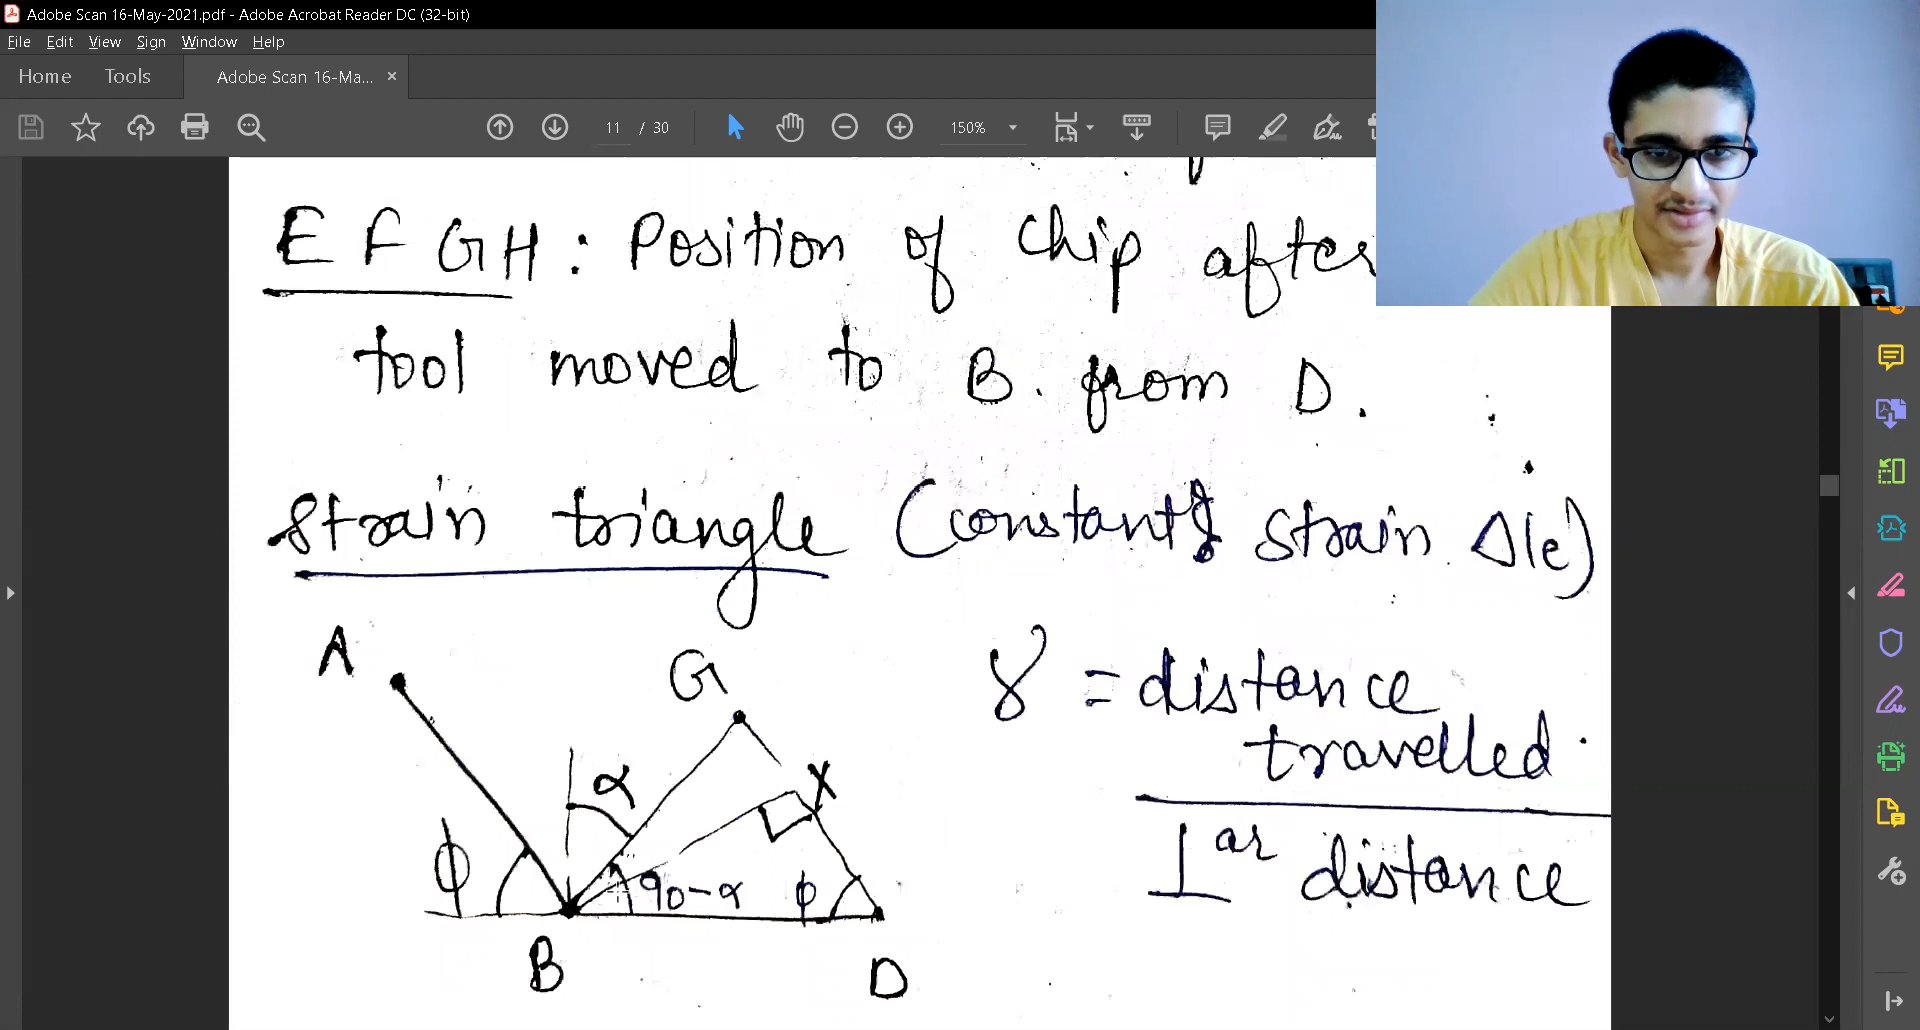 Adobe Scan 16-May-2021.pdf - Adobe Acrobat Reader DC (32-bit)
File Edit View Sign Window Help
Home Tools Adobe Scan 16-Ma... ×
11 / 30 150%
E F G H : Position of chip after
tool moved to B. from D.
Strain triangle (constant strain Δle)
A
G
γ = distance
travelled
α
X
⊥ar distance
ϕ
90-α ϕ
B
D